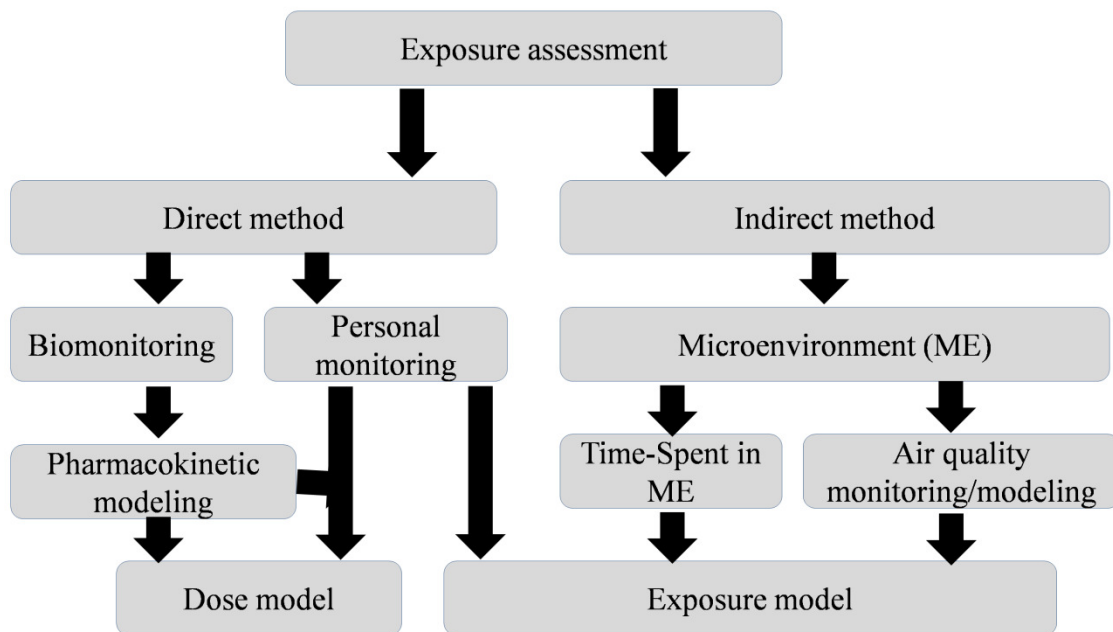 Exposure assessment
Direct method
Indirect method
Biomonitoring
Personal
monitoring
Microenvironment (ME)
Pharmacokinetic
modeling
Time-Spent in
ME
Air quality
monitoring/modeling
Dose model
Exposure model